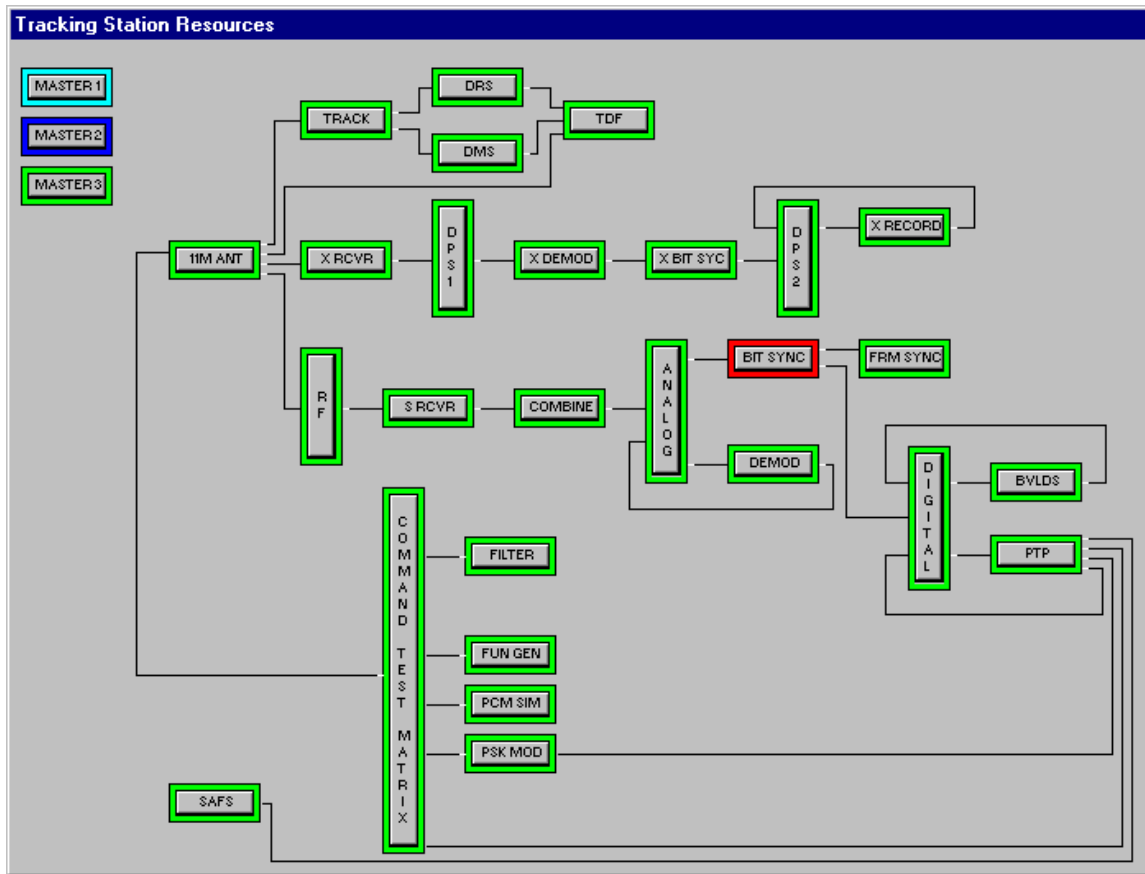 Tracking Station Resources
MASTER 1
MASTER 2
MASTER 3
TRACK
DRS
DMS
TDF
11M ANT
X RCVR
DPS1
X DEMOD
X BIT SYC
DPS2
X RECORD
RF
S RCVR
COMBINE
ANALOG
BIT SYNC
FRM SYNC
DEMOD
DIGITAL
BVLDS
PTP
COMMAND TEST MATRIX
FILTER
FUN GEN
PCM SIM
PSK MOD
SAFS